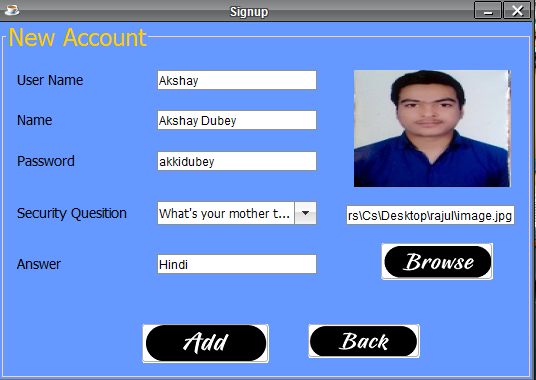 Signup
New Account
User Name Akshay
Name Akshay Dubey
Password akkidubey
Security Quesition What's your mother t... rs\Cs\Desktop\rajul\image.jpg
Answer Hindi
Browse
Add Back